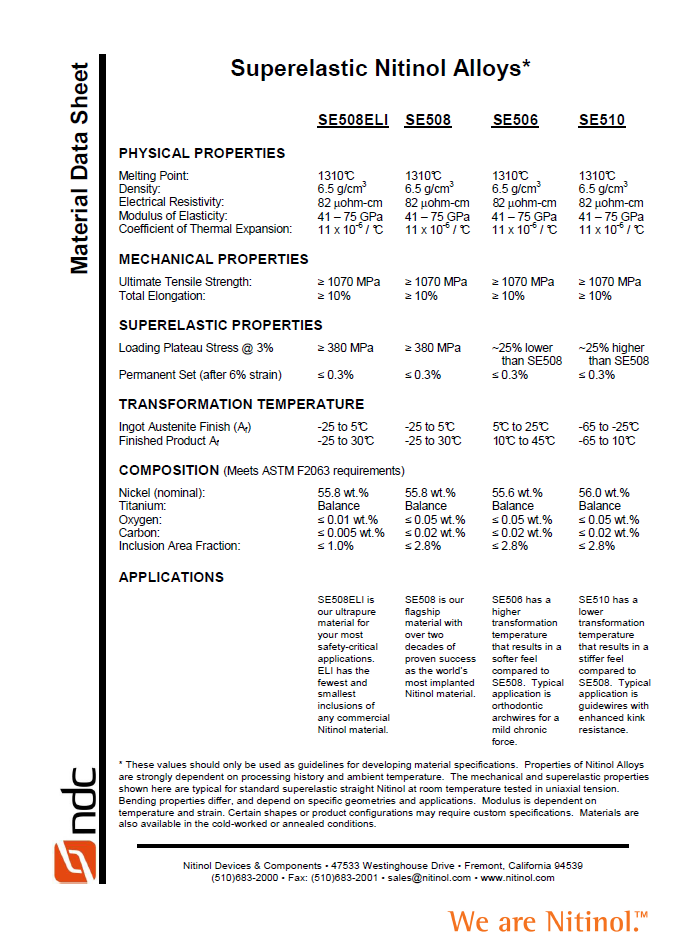 Material Data Sheet
Superelastic Nitinol Alloys*
SE508ELI SE508 SE506 SE510
PHYSICAL PROPERTIES
Melting Point: 1310°C 1310°C 1310°C 1310°C
Density: 6.5 g/cm³ 6.5 g/cm³ 6.5 g/cm³ 6.5 g/cm³
Electrical Resistivity: 82 μohm-cm 82 μohm-cm 82 μohm-cm 82 μohm-cm
Modulus of Elasticity: 41 – 75 GPa 41 – 75 GPa 41 – 75 GPa 41 – 75 GPa
Coefficient of Thermal Expansion: 11 x 10⁻⁶ / °C 11 x 10⁻⁶ / °C 11 x 10⁻⁶ / °C 11 x 10⁻⁶ / °C
MECHANICAL PROPERTIES
Ultimate Tensile Strength: ≥ 1070 MPa ≥ 1070 MPa ≥ 1070 MPa ≥ 1070 MPa
Total Elongation: ≥ 10% ≥ 10% ≥ 10% ≥ 10%
SUPERELASTIC PROPERTIES
Loading Plateau Stress @ 3% ≥ 380 MPa ≥ 380 MPa ~25% lower ~25% higher
than SE508 than SE508
Permanent Set (after 6% strain) ≤ 0.3% ≤ 0.3% ≤ 0.3% ≤ 0.3%
TRANSFORMATION TEMPERATURE
Ingot Austenite Finish (Af) -25 to 5°C -25 to 5°C 5°C to 25°C -65 to -25°C
Finished Product Af -25 to 30°C -25 to 30°C 10°C to 45°C -65 to 10°C
COMPOSITION (Meets ASTM F2063 requirements)
Nickel (nominal): 55.8 wt.% 55.8 wt.% 55.6 wt.% 56.0 wt.%
Titanium: Balance Balance Balance Balance
Oxygen: ≤ 0.01 wt.% ≤ 0.05 wt.% ≤ 0.05 wt.% ≤ 0.05 wt.%
Carbon: ≤ 0.005 wt.% ≤ 0.02 wt.% ≤ 0.02 wt.% ≤ 0.02 wt.%
Inclusion Area Fraction: ≤ 1.0% ≤ 2.8% ≤ 2.8% ≤ 2.8%
APPLICATIONS
SE508ELI is
our ultrapure
material for
your most
safety-critical
applications.
ELI has the
fewest and
smallest
inclusions of
any commercial
Nitinol material.
SE508 is our
flagship
material with
over two
decades of
proven success
as the world's
most implanted
Nitinol material.
SE506 has a
higher
transformation
temperature
that results in a
softer feel
compared to
SE508. Typical
application is
orthodontic
archwires for a
mild chronic
force.
SE510 has a
lower
transformation
temperature
that results in a
stiffer feel
compared to
SE508. Typical
application is
guidewires with
enhanced kink
resistance.
* These values should only be used as guidelines for developing material specifications. Properties of Nitinol Alloys
are strongly dependent on processing history and ambient temperature. The mechanical and superelastic properties
shown here are typical for standard superelastic straight Nitinol at room temperature tested in uniaxial tension.
Bending properties differ, and depend on specific geometries and applications. Modulus is dependent on
temperature and strain. Certain shapes or product configurations may require custom specifications. Materials are
also available in the cold-worked or annealed conditions.
ndc
Nitinol Devices & Components • 47533 Westinghouse Drive • Fremont, California 94539
(510)683-2000 • Fax: (510)683-2001 • sales@nitinol.com • www.nitinol.com
We are Nitinol.™